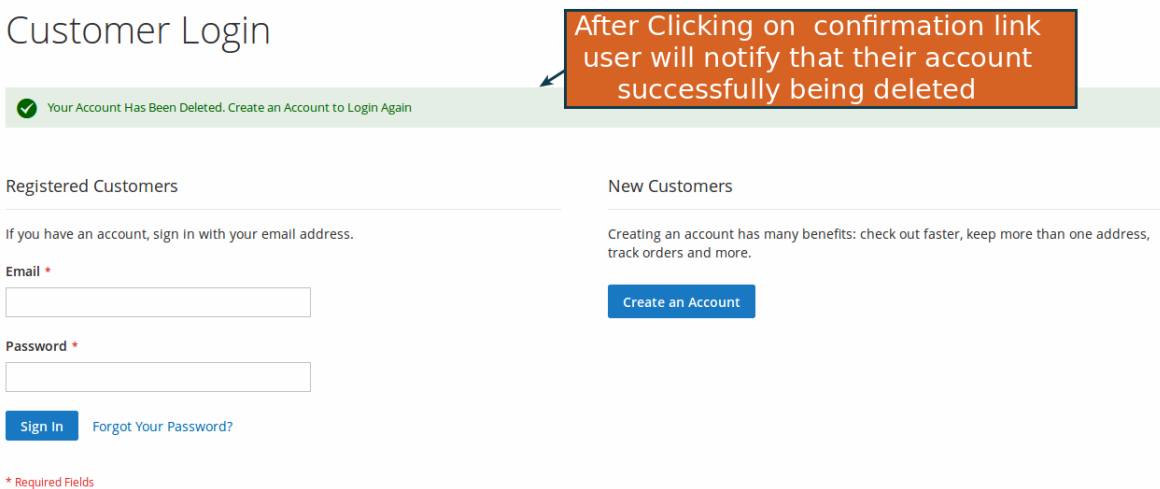 Customer Login
After Clicking on confirmation link
user will notify that their account
successfully being deleted
Your Account Has Been Deleted. Create an Account to Login Again
Registered Customers
If you have an account, sign in with your email address.
Email *
Password *
Sign In
Forgot Your Password?
* Required Fields
New Customers
Creating an account has many benefits: check out faster, keep more than one address,
track orders and more.
Create an Account